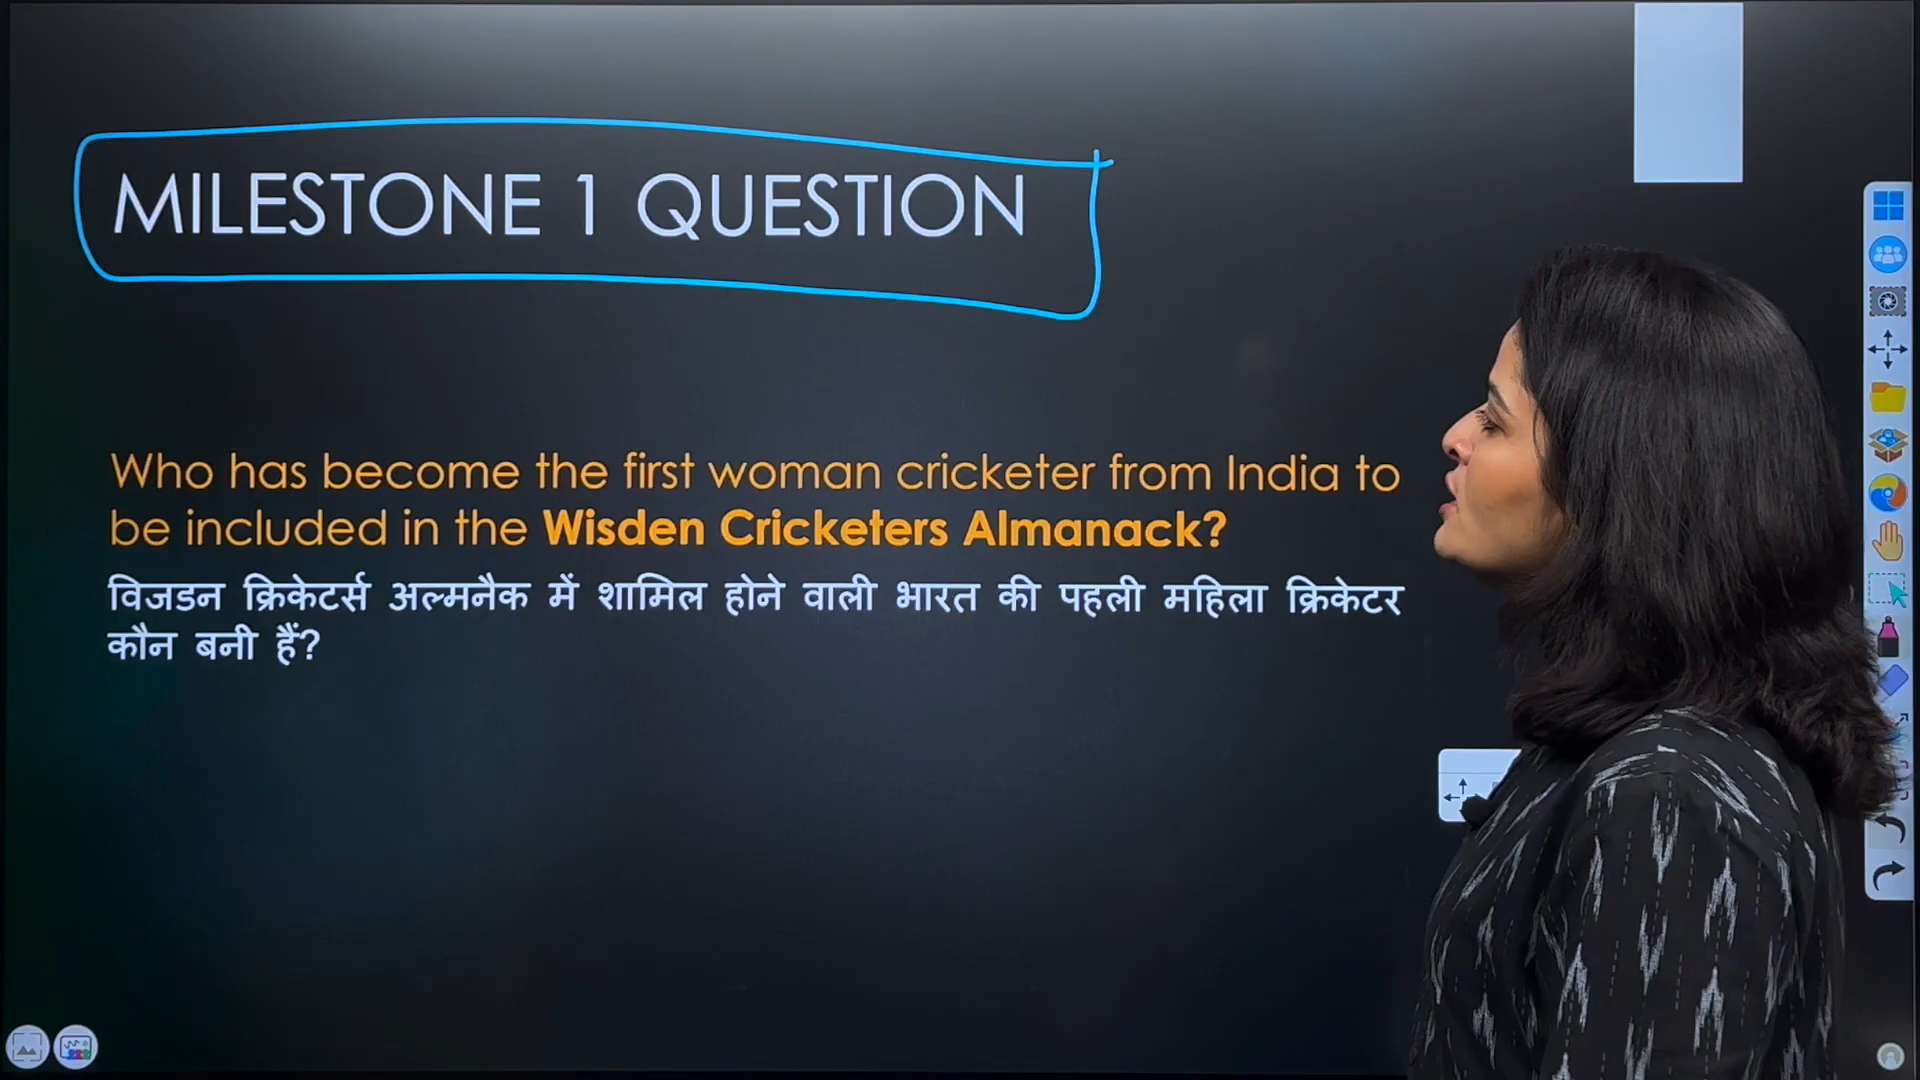 MILESTONE 1 QUESTION
Who has become the first woman cricketer from India to
be included in the Wisden Cricketers Almanack?
विजडन क्रिकेटर्स अल्मनैक में शामिल होने वाली भारत की पहली महिला क्रिकेटर
कौन बनी हैं?